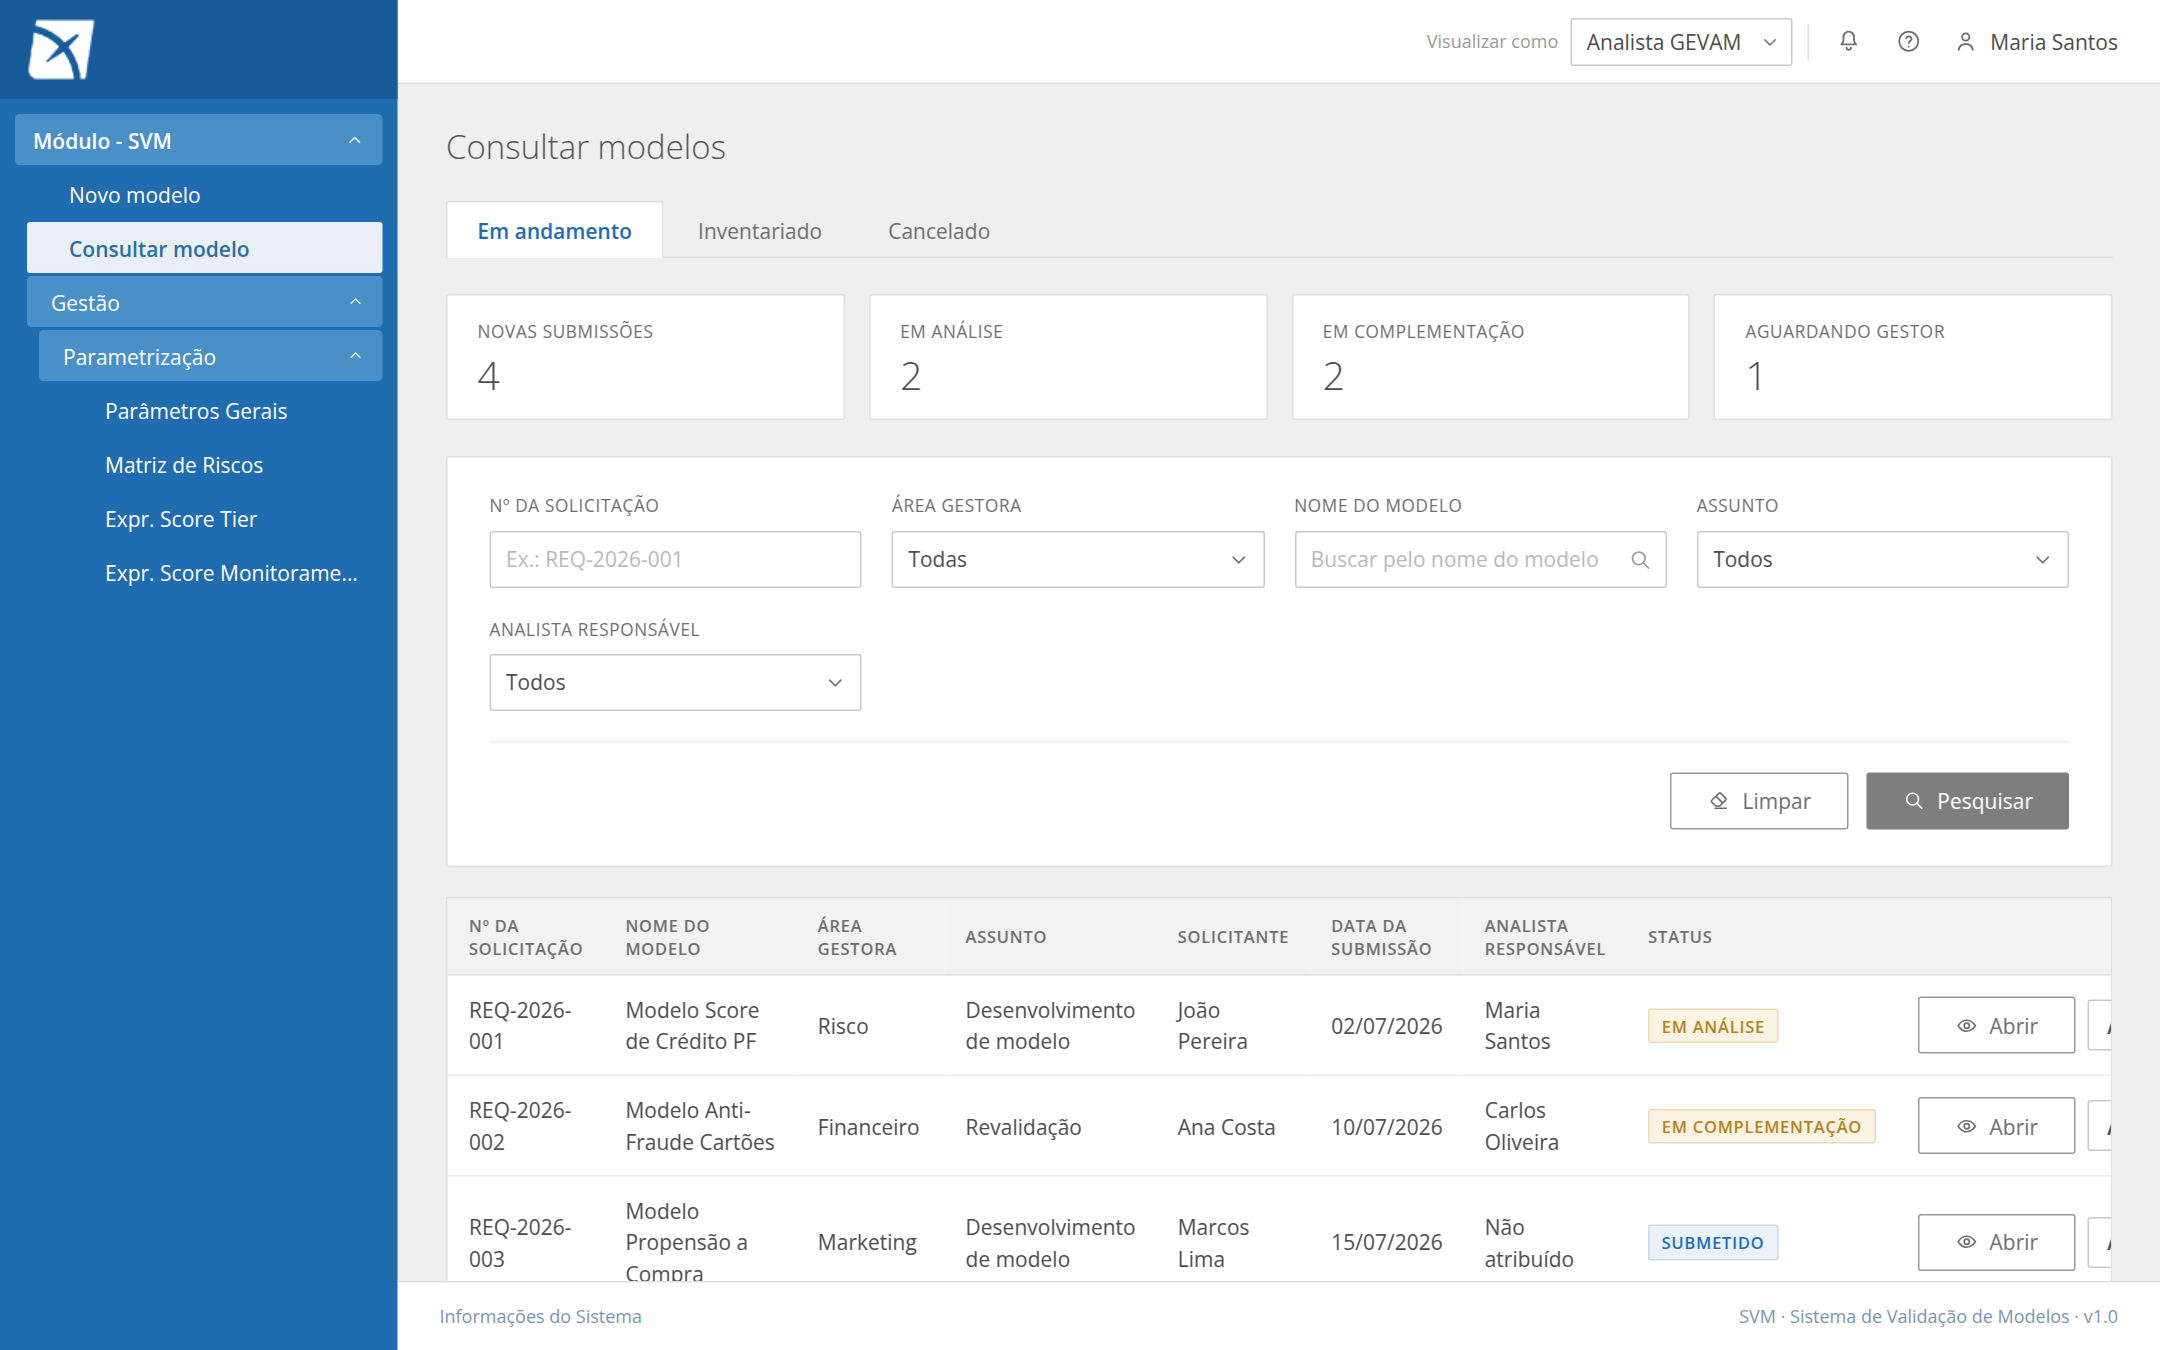 Visualizar como
Analista GEVAM
Maria Santos
Módulo - SVM
Novo modelo
Consultar modelo
Gestão
Parametrização
Parâmetros Gerais
Matriz de Riscos
Expr. Score Tier
Expr. Score Monitorame...
Consultar modelos
Em andamento
Inventariado
Cancelado
NOVAS SUBMISSÕES
4
EM ANÁLISE
2
EM COMPLEMENTAÇÃO
2
AGUARDANDO GESTOR
1
Nº DA SOLICITAÇÃO
Ex.: REQ-2026-001
ÁREA GESTORA
Todas
NOME DO MODELO
Buscar pelo nome do modelo
ASSUNTO
Todos
ANALISTA RESPONSÁVEL
Todos
Limpar
Pesquisar
Nº DA
SOLICITAÇÃO
NOME DO
MODELO
ÁREA
GESTORA
ASSUNTO
SOLICITANTE
DATA DA
SUBMISSÃO
ANALISTA
RESPONSÁVEL
STATUS
REQ-2026-
001
Modelo Score
de Crédito PF
Risco
Desenvolvimento
de modelo
João
Pereira
02/07/2026
Maria
Santos
EM ANÁLISE
Abrir
REQ-2026-
002
Modelo Anti-
Fraude Cartões
Financeiro
Revalidação
Ana Costa
10/07/2026
Carlos
Oliveira
EM COMPLEMENTAÇÃO
Abrir
REQ-2026-
003
Modelo
Propensão a
Compra
Marketing
Desenvolvimento
de modelo
Marcos
Lima
15/07/2026
Não
atribuído
SUBMETIDO
Abrir
Informações do Sistema
SVM · Sistema de Validação de Modelos · v1.0